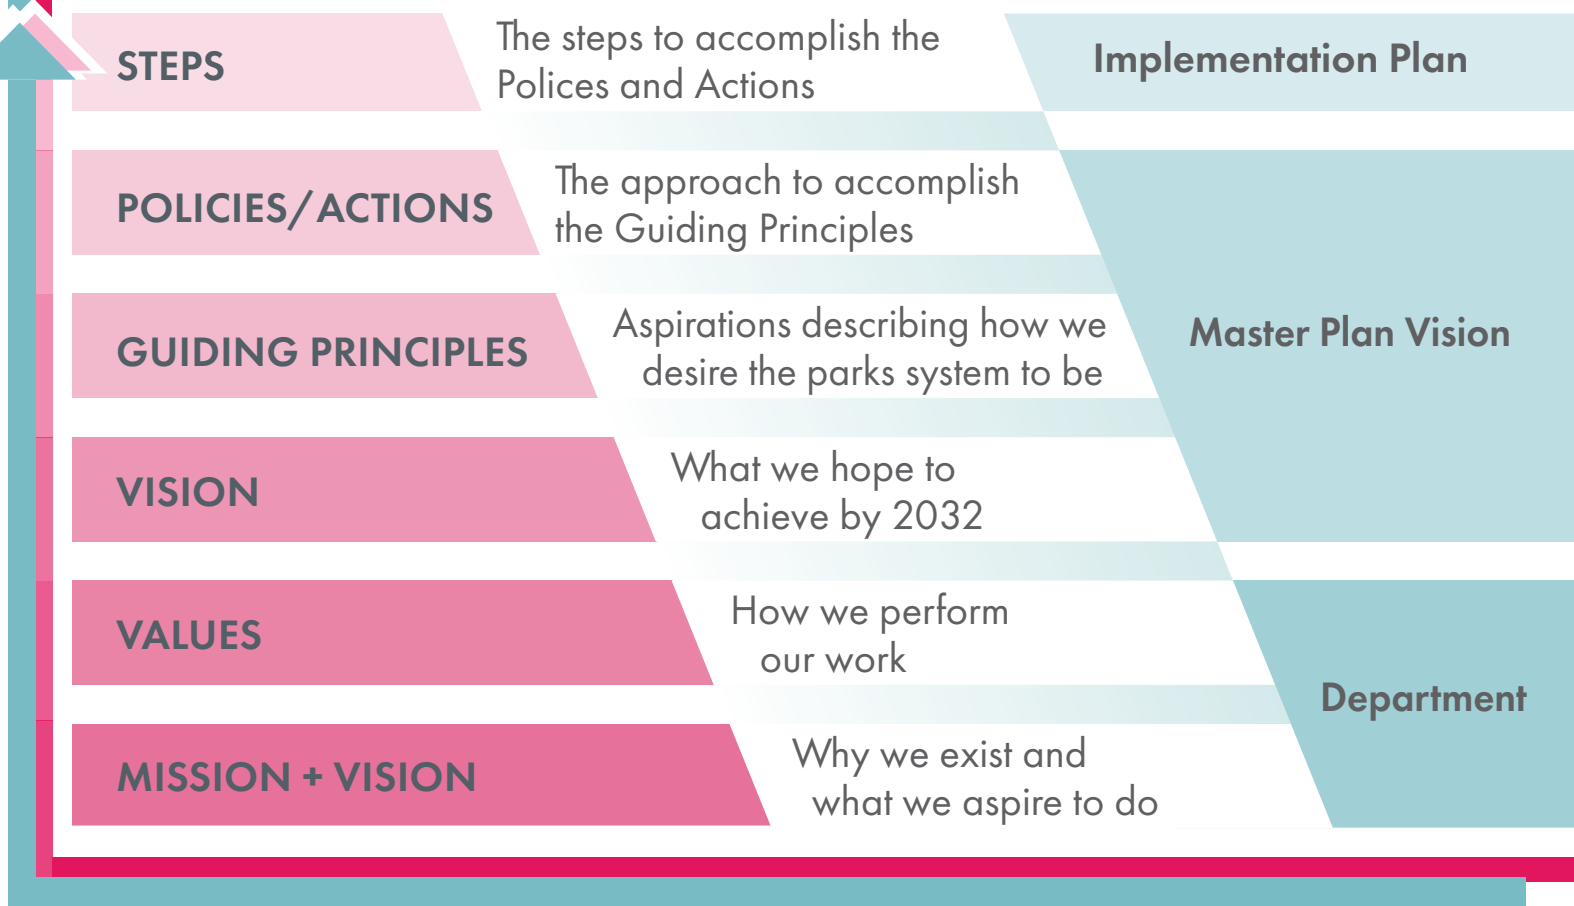 STEPS
The steps to accomplish the
Polices and Actions
Implementation Plan
POLICIES/ACTIONS
The approach to accomplish
the Guiding Principles
GUIDING PRINCIPLES
Aspirations describing how we
desire the parks system to be
Master Plan Vision
VISION
What we hope to
achieve by 2032
VALUES
How we perform
our work
Department
MISSION + VISION
Why we exist and
what we aspire to do